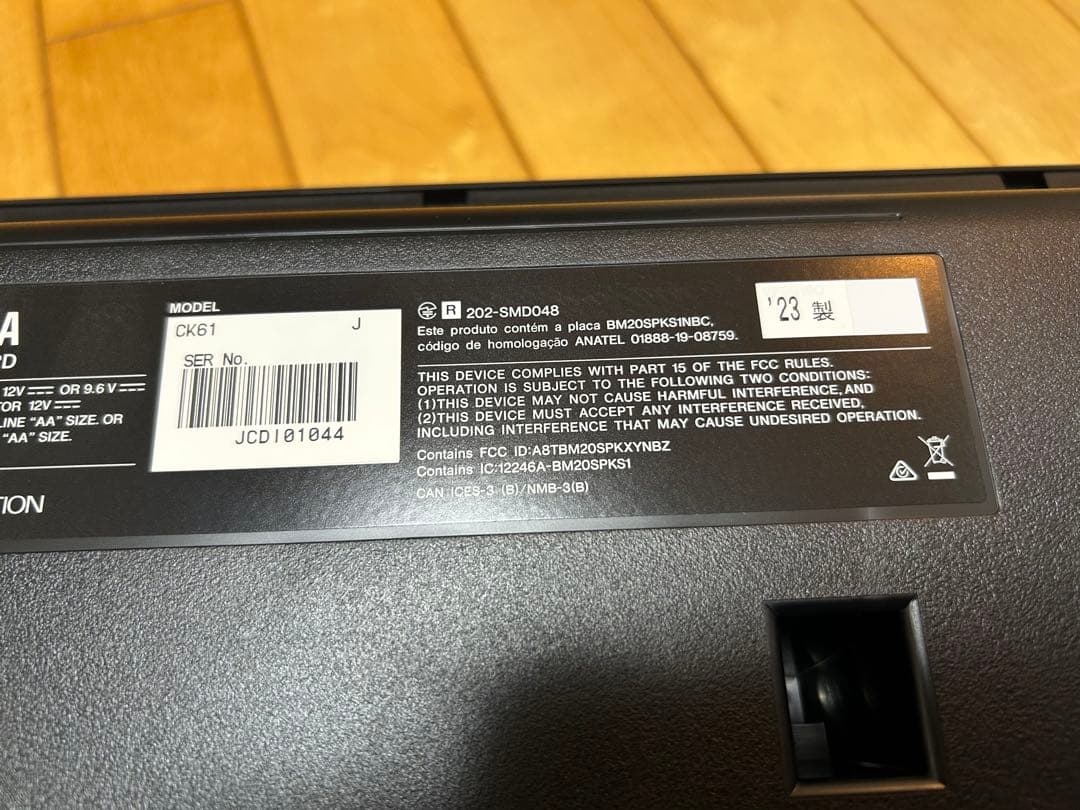 A
D
12V OR 9.6 V
OR 12V
LINE "AA" SIZE. OR
"AA" SIZE.
TION
MODEL
CK61 J
SER No.
JCDI01044
R 202-SMD048
Este produto contém a placa BM20SPKS1NBC,
código de homologação ANATEL 01888-19-08759.
THIS DEVICE COMPLIES WITH PART 15 OF THE FCC RULES.
OPERATION IS SUBJECT TO THE FOLLOWING TWO CONDITIONS:
(1)THIS DEVICE MAY NOT CAUSE HARMFUL INTERFERENCE,AND
(2)THIS DEVICE MUST ACCEPT ANY INTERFERENCE RECEIVED,
INCLUDING INTERFERENCE THAT MAY CAUSE UNDESIRED OPERATION.
Contains FCC ID:A8TBM20SPKXYNBZ
Contains IC:12246A-BM20SPKS1
CAN ICES-3 (B)/NMB-3(B)
'23 製